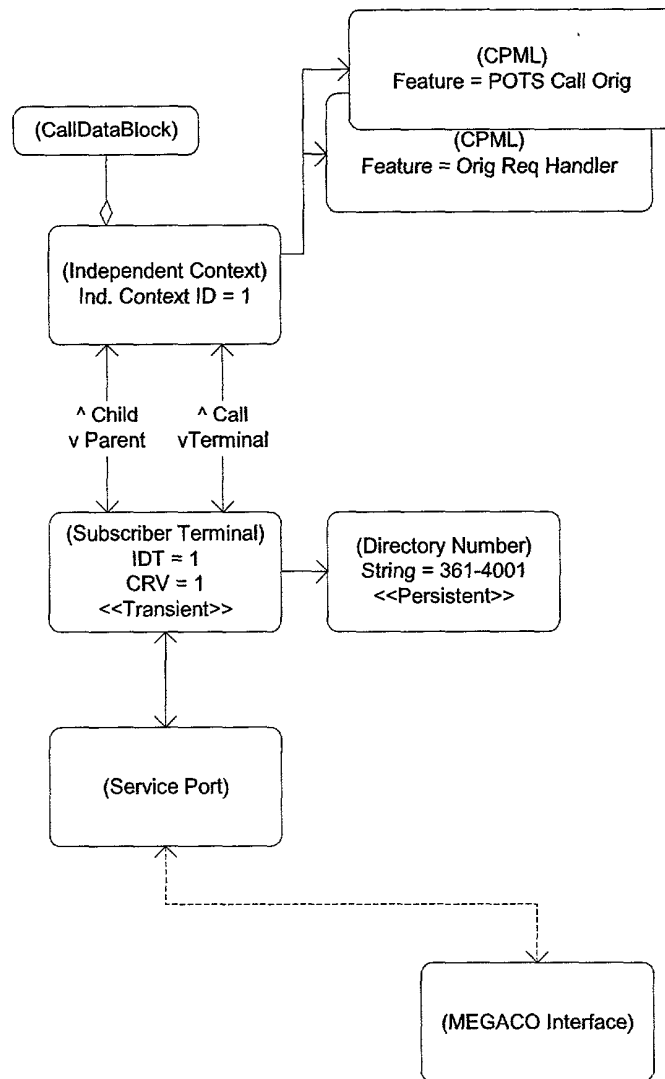 (CPML)
Feature = POTS Call Orig
(CPML)
Feature = Orig Req Handler
(CallDataBlock)
(Independent Context)
Ind. Context ID = 1
^ Child
v Parent
^ Call
vTerminal
(Subscriber Terminal)
IDT = 1
CRV = 1
<<Transient>>
(Directory Number)
String = 361-4001
<<Persistent>>
(Service Port)
(MEGACO Interface)